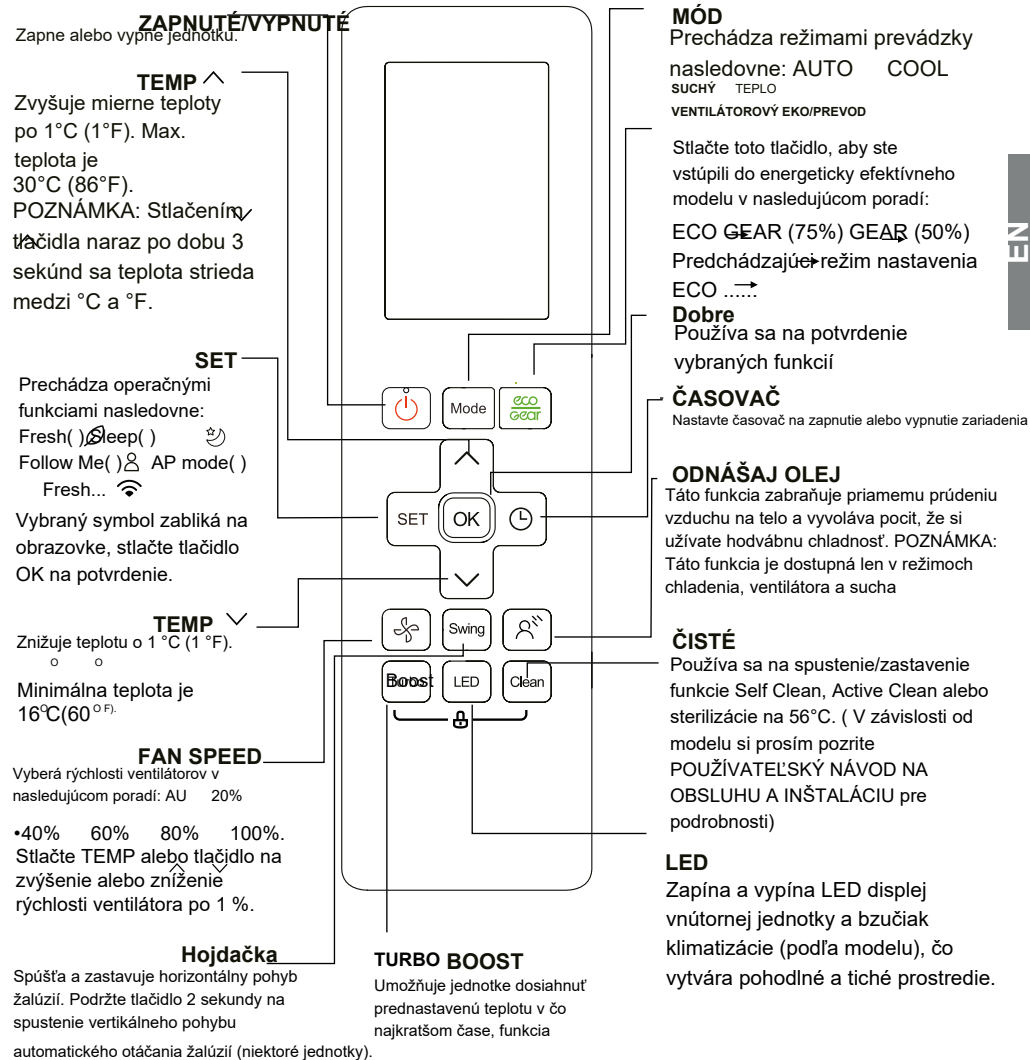 ZAPNUTÉ/VYPNUTÉ
Zapne alebo vypne jednotku.
TEMP
Zvyšuje mierne teploty
po 1°C (1°F). Max.
teplota je
30°C (86°F).
POZNÁMKA: Stlačením
tlačidla naraz po dobu 3
sekúnd sa teplota strieda
medzi °C a °F.
SET
Prechádza operačnými
funkciami nasledovne:
Fresh( ) Sleep( )
Follow Me( ) AP mode( )
Fresh...
Vybraný symbol zabliká na
obrazovke, stlačte tlačidlo
OK na potvrdenie.
TEMP
Znižuje teplotu o 1 °C (1 °F).
o o
Minimálna teplota je
16°C(60 O F).
FAN SPEED
Vyberá rýchlosti ventilátorov v
nasledujúcom poradí: AU 20%
•40% 60% 80% 100%.
Stlačte TEMP alebo tlačidlo na
zvýšenie alebo zníženie
rýchlosti ventilátora po 1 %.
Hojdačka
Spúšťa a zastavuje horizontálny pohyb
žalúzií. Podržte tlačidlo 2 sekundy na
spustenie vertikálneho pohybu
automatického otáčania žalúzií (niektoré jednotky).
Mode
eco
Gear
SET
OK
Swing
Turbo
Boost
LED
Clean
TURBO BOOST
Umožňuje jednotke dosiahnuť
prednastavenú teplotu v čo
najkratšom čase, funkcia
MÓD
Prechádza režimami prevádzky
nasledovne: AUTO COOL
SUCHÝ TEPLO
VENTILÁTOROVÝ EKO/PREVOD
Stlačte toto tlačidlo, aby ste
vstúpili do energeticky efektívneho
modelu v nasledujúcom poradí:
ECO GEAR (75%) GEAR (50%)
Predchádzajúci režim nastavenia
ECO ......
Dobre
Používa sa na potvrdenie
vybraných funkcií
ČASOVAČ
Nastavte časovač na zapnutie alebo vypnutie zariadenia
ODNÁŠAJ OLEJ
Táto funkcia zabraňuje priamemu prúdeniu
vzduchu na telo a vyvoláva pocit, že si
užívate hodvábnu chladnosť. POZNÁMKA:
Táto funkcia je dostupná len v režimoch
chladenia, ventilátora a sucha
ČISTÉ
Používa sa na spustenie/zastavenie
funkcie Self Clean, Active Clean alebo
sterilizácie na 56°C. ( V závislosti od
modelu si prosím pozrite
POUŽÍVATEĽSKÝ NÁVOD NA
OBSLUHU A INŠTALÁCIU pre
podrobnosti)
LED
Zapína a vypína LED displej
vnútornej jednotky a bzučiak
klimatizácie (podľa modelu), čo
vytvára pohodlné a tiché prostredie.
EN